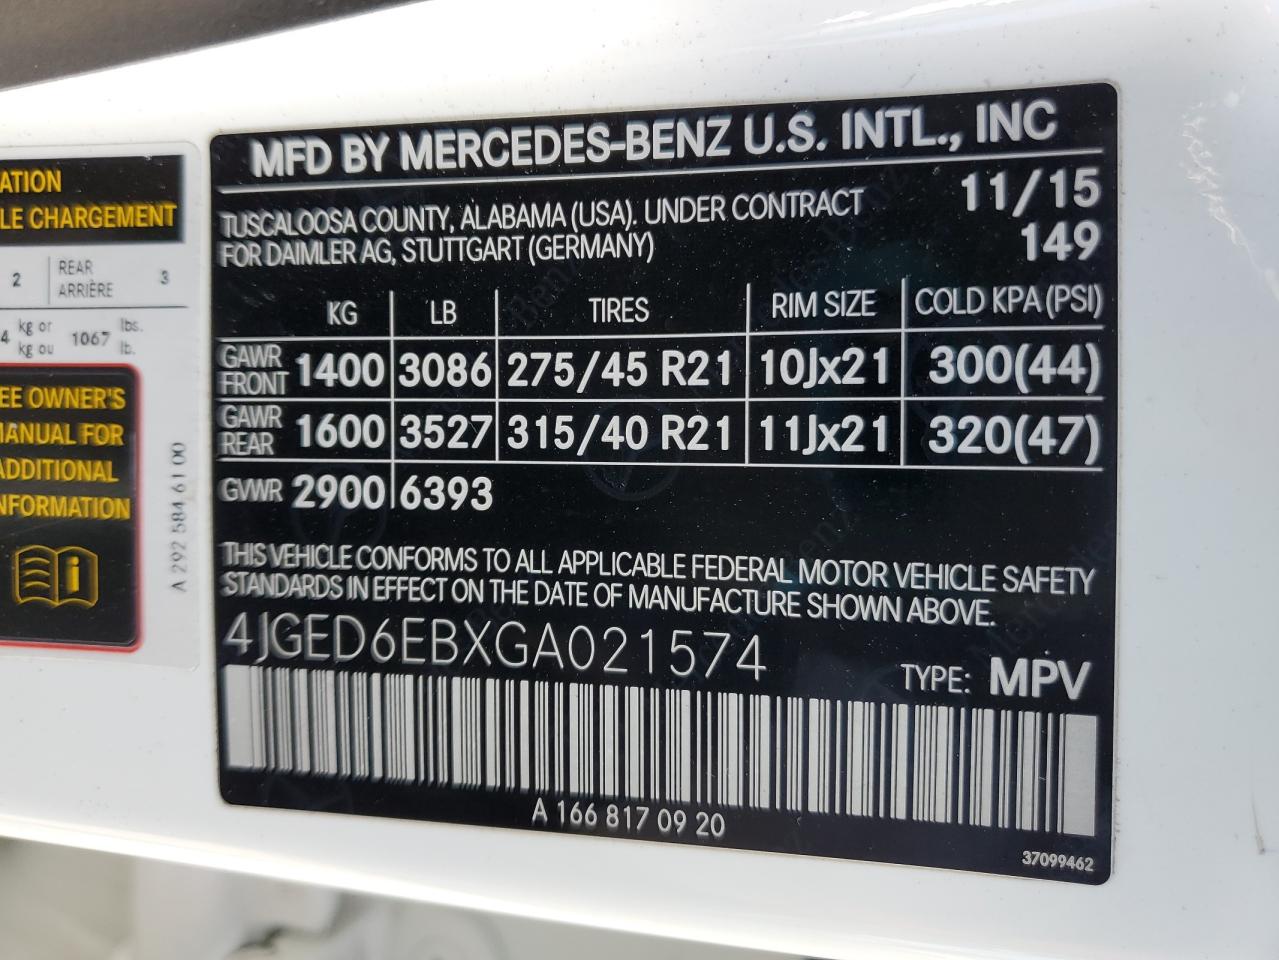 ATION
LE CHARGEMENT
2 REAR ARRIÈRE 3
4 kg or kg ou 1067 lbs. lb.
EE OWNER'S
MANUAL FOR
ADDITIONAL
INFORMATION
A 292 584 61 00
MFD BY MERCEDES-BENZ U.S. INTL., INC
TUSCALOOSA COUNTY, ALABAMA (USA). UNDER CONTRACT 11/15
FOR DAIMLER AG, STUTTGART (GERMANY) 149
KG LB TIRES RIM SIZE COLD KPA (PSI)
GAWR FRONT 1400 3086 275/45 R21 10Jx21 300(44)
GAWR REAR 1600 3527 315/40 R21 11Jx21 320(47)
GVWR 2900 6393
THIS VEHICLE CONFORMS TO ALL APPLICABLE FEDERAL MOTOR VEHICLE SAFETY
STANDARDS IN EFFECT ON THE DATE OF MANUFACTURE SHOWN ABOVE.
4JGED6EBXGA021574 TYPE: MPV
A 166 817 09 20
37099462